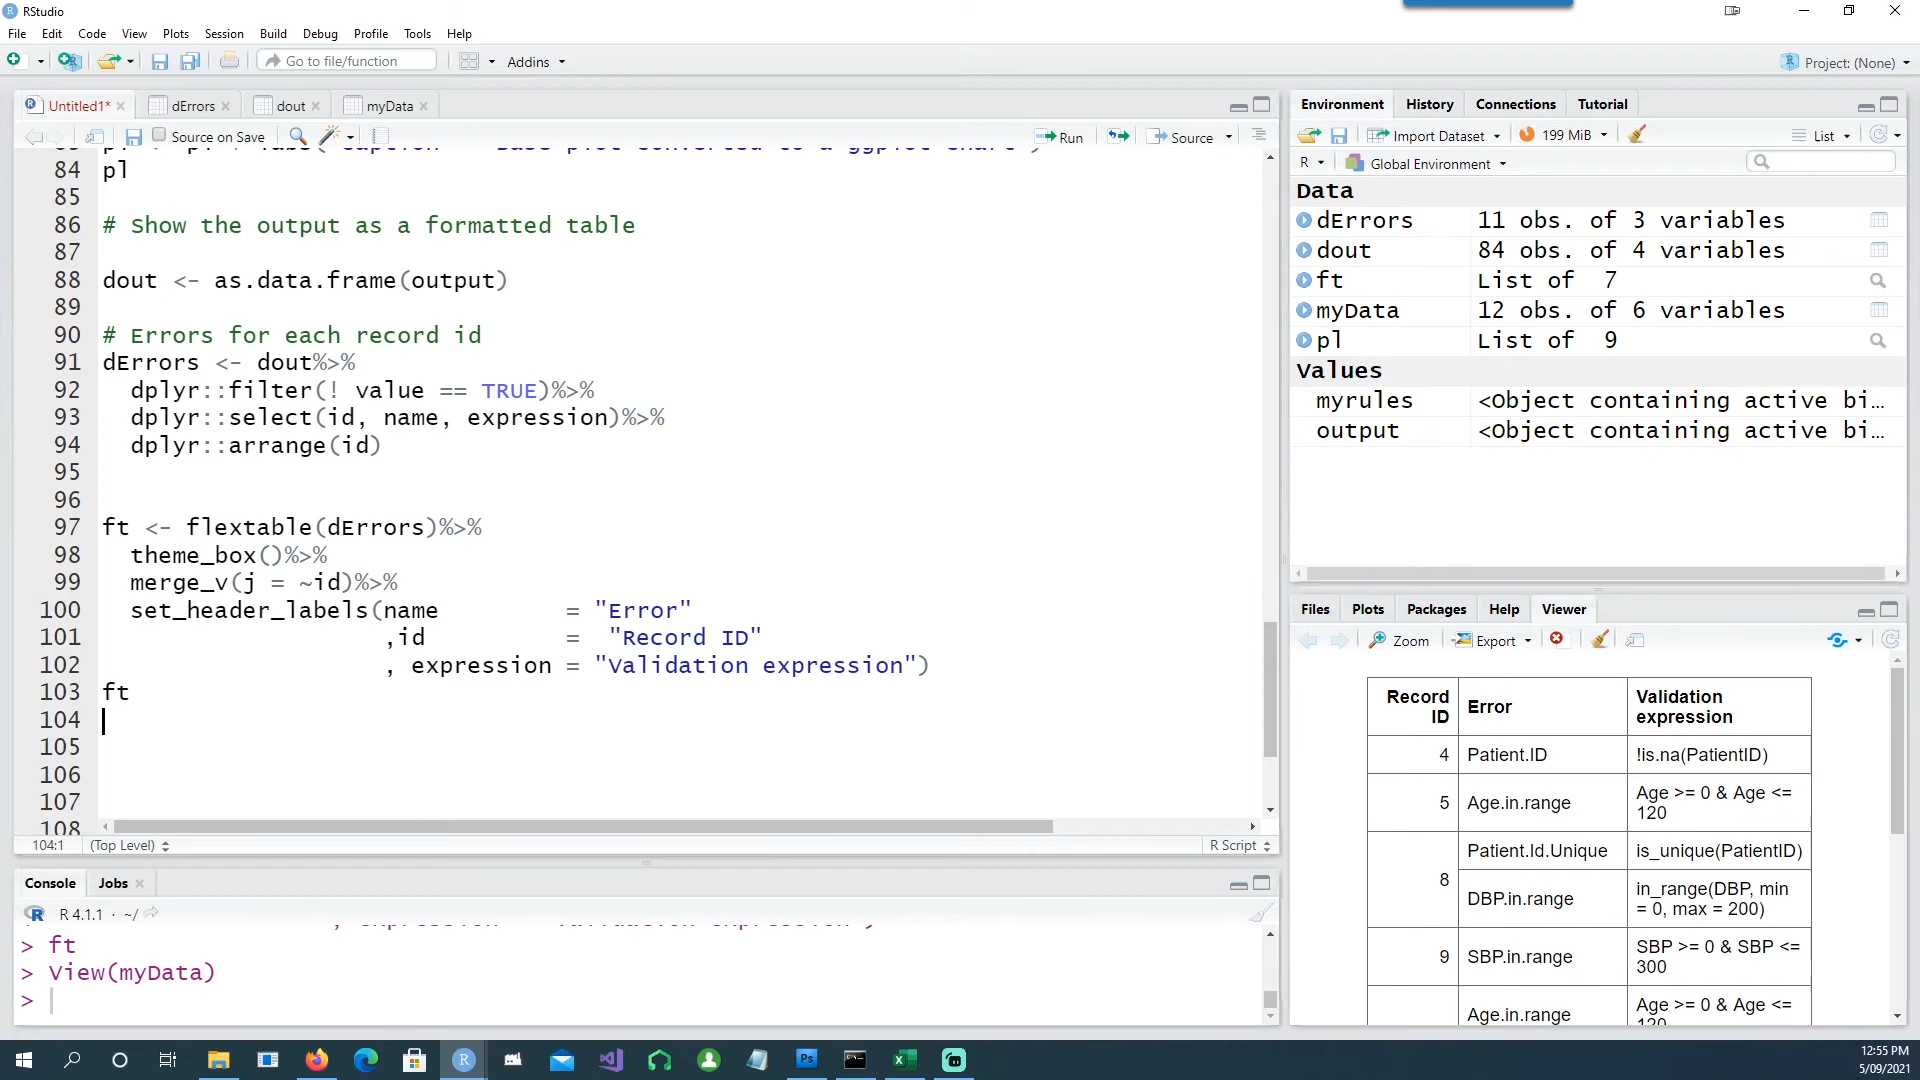 RStudio
File Edit Code View Plots Session Build Debug Profile Tools Help
Go to file/function Addins Project: (None)
Untitled1* dErrors dout myData
Source on Save Run Source
84 pl
85
86 # Show the output as a formatted table
87
88 dout <- as.data.frame(output)
89
90 # Errors for each record id
91 dErrors <- dout%>%
92 dplyr::filter(! value == TRUE)%>%
93 dplyr::select(id, name, expression)%>%
94 dplyr::arrange(id)
95
96
97 ft <- flextable(dErrors)%>%
98 theme_box()%>%
99 merge_v(j = ~id)%>%
100 set_header_labels(name = "Error"
101 ,id = "Record ID"
102 , expression = "Validation expression")
103 ft
104
105
106
107
108
104:1 (Top Level) R Script
Console Jobs
R 4.1.1 · ~/
> ft
> View(myData)
>
Environment History Connections Tutorial
Import Dataset 199 MiB List
R Global Environment
Data
dErrors 11 obs. of 3 variables
dout 84 obs. of 4 variables
ft List of 7
myData 12 obs. of 6 variables
pl List of 9
Values
myrules <Object containing active bi…
output <Object containing active bi…
Files Plots Packages Help Viewer
Zoom Export
Record ID Error Validation expression
4 Patient.ID !is.na(PatientID)
5 Age.in.range Age >= 0 & Age <= 120
8 Patient.Id.Unique is_unique(PatientID)
DBP.in.range in_range(DBP, min = 0, max = 200)
9 SBP.in.range SBP >= 0 & SBP <= 300
Age.in.range Age >= 0 & Age <= 120
12:55 PM
5/09/2021